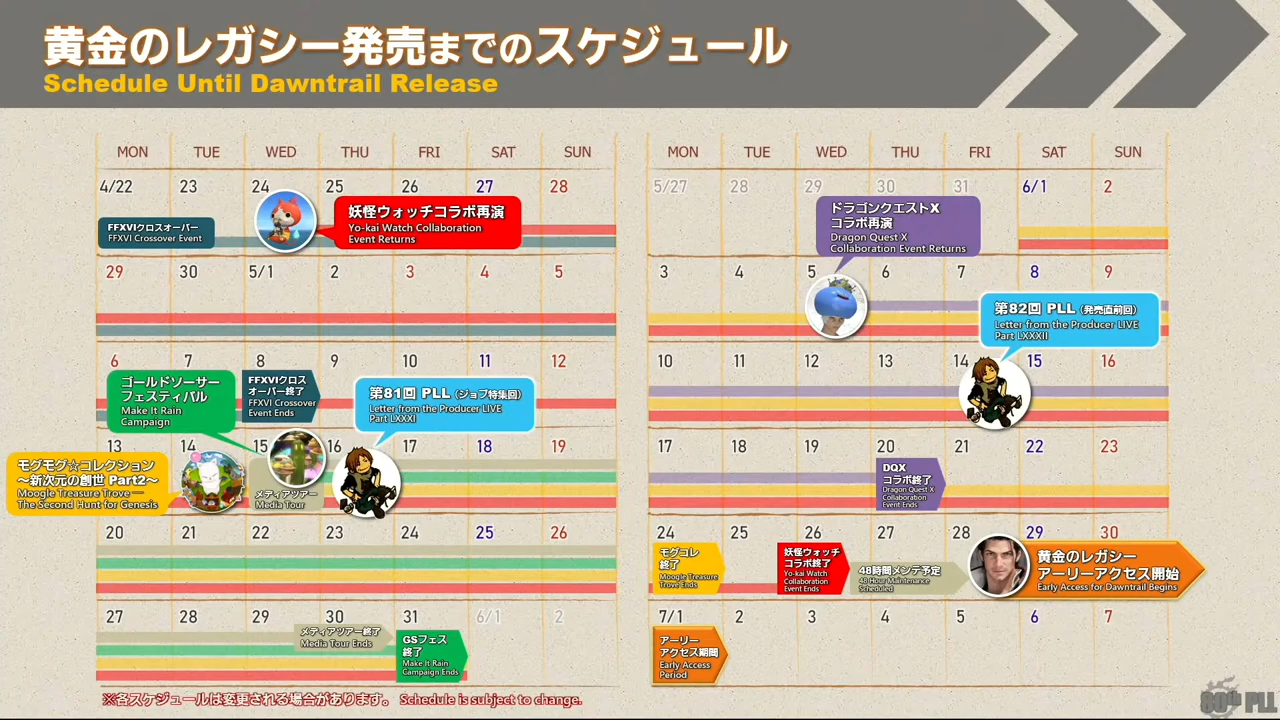 黄金のレガシー発売までのスケジュール
Schedule Until Dawntrail Release
MON TUE WED THU FRI SAT SUN
4/22 23 24 25 26 27 28
FFXVIクロスオーバー
FFXVI Crossover Event
妖怪ウォッチコラボ再演
Yo-kai Watch Collaboration
Event Returns
29 30 5/1 2 3 4 5
6 7 8 9 10 11 12
ゴールドソーサー
フェスティバル
Make It Rain
Campaign
FFXVIクロス
オーバー終了
FFXVI Crossover
Event Ends
第81回 PLL（ジョブ特集回）
Letter from the Producer LIVE
Part LXXXI
13 14 15 16 17 18 19
モグモグ☆コレクション
～新次元の創世 Part2～
Moogle Treasure Trove ―
The Second Hunt for Genesis
メディアツアー
Media Tour
20 21 22 23 24 25 26
27 28 29 30 31 6/1 2
メディアツアー終了
Media Tour Ends
GSフェス
終了
Make It Rain
Campaign Ends
※各スケジュールは変更される場合があります。 Schedule is subject to change.
MON TUE WED THU FRI SAT SUN
5/27 28 29 30 31 6/1 2
ドラゴンクエストX
コラボ再演
Dragon Quest X
Collaboration Event Returns
3 4 5 6 7 8 9
第82回 PLL（発売直前回）
Letter from the Producer LIVE
Part LXXXII
10 11 12 13 14 15 16
17 18 19 20 21 22 23
DQX
コラボ終了
Dragon Quest X
Collaboration
Event Ends
24 25 26 27 28 29 30
モグコレ
終了
Moogle Treasure
Trove Ends
妖怪ウォッチ
コラボ終了
Yo-kai Watch
Collaboration
Event Ends
48時間メンテ予定
48 Hour Maintenance
Scheduled
黄金のレガシー
アーリーアクセス開始
Early Access for Dawntrail Begins
7/1 2 3 4 5 6 7
アーリー
アクセス期間
Early Access
Period
80th PLL